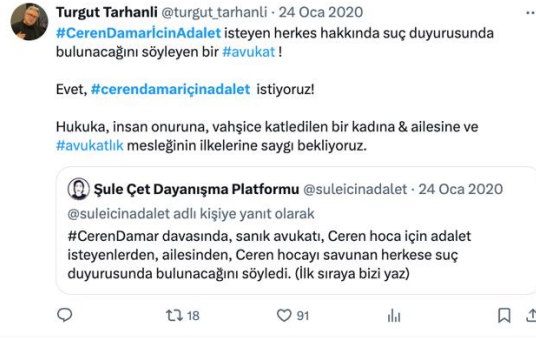 Turgut Tarhanli @turgut_tarhanli · 24 Oca 2020
#CerenDamarİcinAdalet isteyen herkes hakkında suç duyurusunda
bulunacağını söyleyen bir #avukat !
Evet, #cerendamariçinadalet istiyoruz!
Hukuka, insan onuruna, vahşice katledilen bir kadına & ailesine ve
#avukatlık mesleğinin ilkelerine saygı bekliyoruz.
Şule Çet Dayanışma Platformu @suleicinadalet · 24 Oca 2020
@suleicinadalet adlı kişiye yanıt olarak
#CerenDamar davasında, sanık avukatı, Ceren hoca için adalet
isteyenlerden, ailesinden, Ceren hocayı savunan herkese suç
duyurusunda bulunacağını söyledi. (İlk sıraya bizi yaz)
18 91